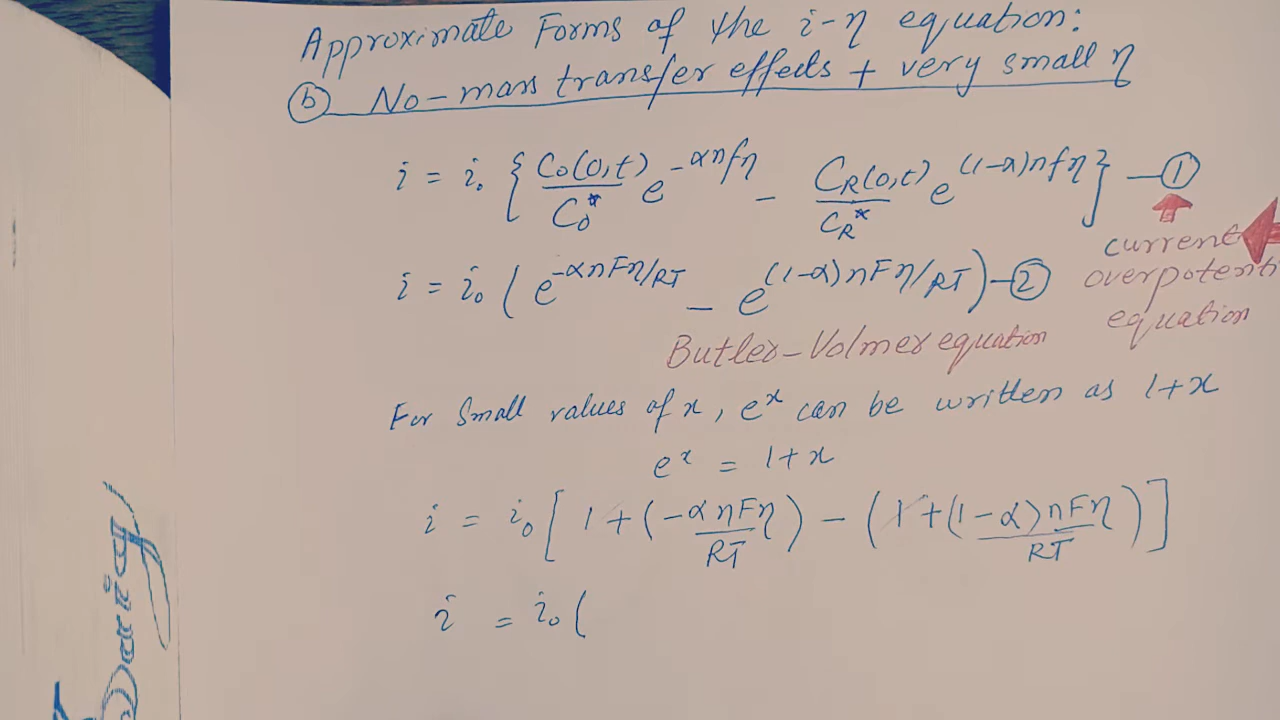 Approximate Forms of the i-η equation:
ⓑ No-mass transfer effects + very small η
i = i₀ { C₀(0,t)/C₀* e^(-αnfη) - C_R(0,t)/C_R* e^((1-α)nfη) } —①
current
overpotenti
equation
i = i₀ ( e^(-αnFη/RT) - e^((1-α)nFη/RT) ) —②
Butler-Volmer equation
For Small values of x, e^x can be written as 1+x
e^x = 1+x
i = i₀ [ 1+(-αnFη/RT) - (1+(1-α)nFη/RT) ]
i = i₀ (